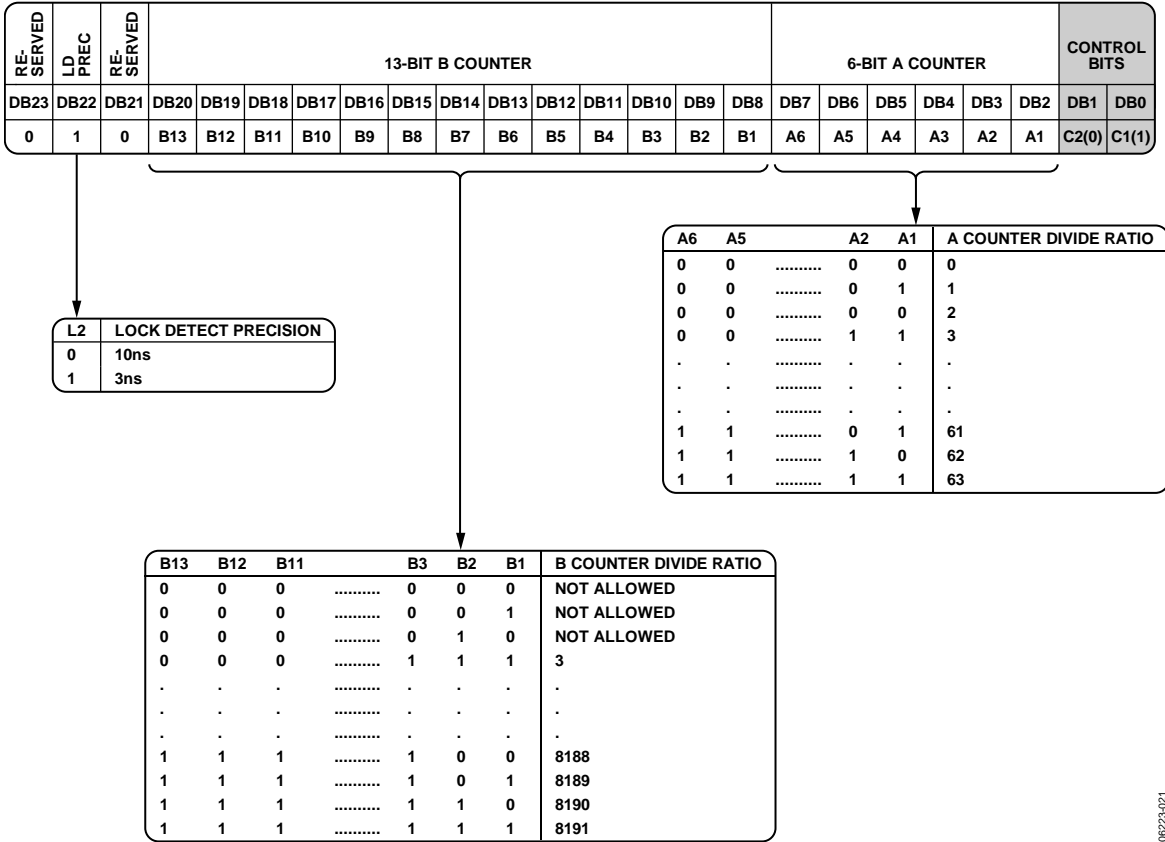 RE-SERVED LD PREC RE-SERVED 13-BIT B COUNTER 6-BIT A COUNTER CONTROL BITS
DB23 DB22 DB21 DB20 DB19 DB18 DB17 DB16 DB15 DB14 DB13 DB12 DB11 DB10 DB9 DB8 DB7 DB6 DB5 DB4 DB3 DB2 DB1 DB0
0 1 0 B13 B12 B11 B10 B9 B8 B7 B6 B5 B4 B3 B2 B1 A6 A5 A4 A3 A2 A1 C2(0) C1(1)
A6 A5 A2 A1 A COUNTER DIVIDE RATIO
0 0 .......... 0 0 0
0 0 .......... 0 1 1
0 0 .......... 0 0 2
0 0 .......... 1 1 3
. . .......... . . .
. . .......... . . .
. . .......... . . .
1 1 .......... 0 1 61
1 1 .......... 1 0 62
1 1 .......... 1 1 63
L2 LOCK DETECT PRECISION
0 10ns
1 3ns
B13 B12 B11 B3 B2 B1 B COUNTER DIVIDE RATIO
0 0 0 .......... 0 0 0 NOT ALLOWED
0 0 0 .......... 0 0 1 NOT ALLOWED
0 0 0 .......... 0 1 0 NOT ALLOWED
0 0 0 .......... 1 1 1 3
. . . .......... . . . .
. . . .......... . . . .
. . . .......... . . . .
1 1 1 .......... 1 0 0 8188
1 1 1 .......... 1 0 1 8189
1 1 1 .......... 1 1 0 8190
1 1 1 .......... 1 1 1 8191
06223-021